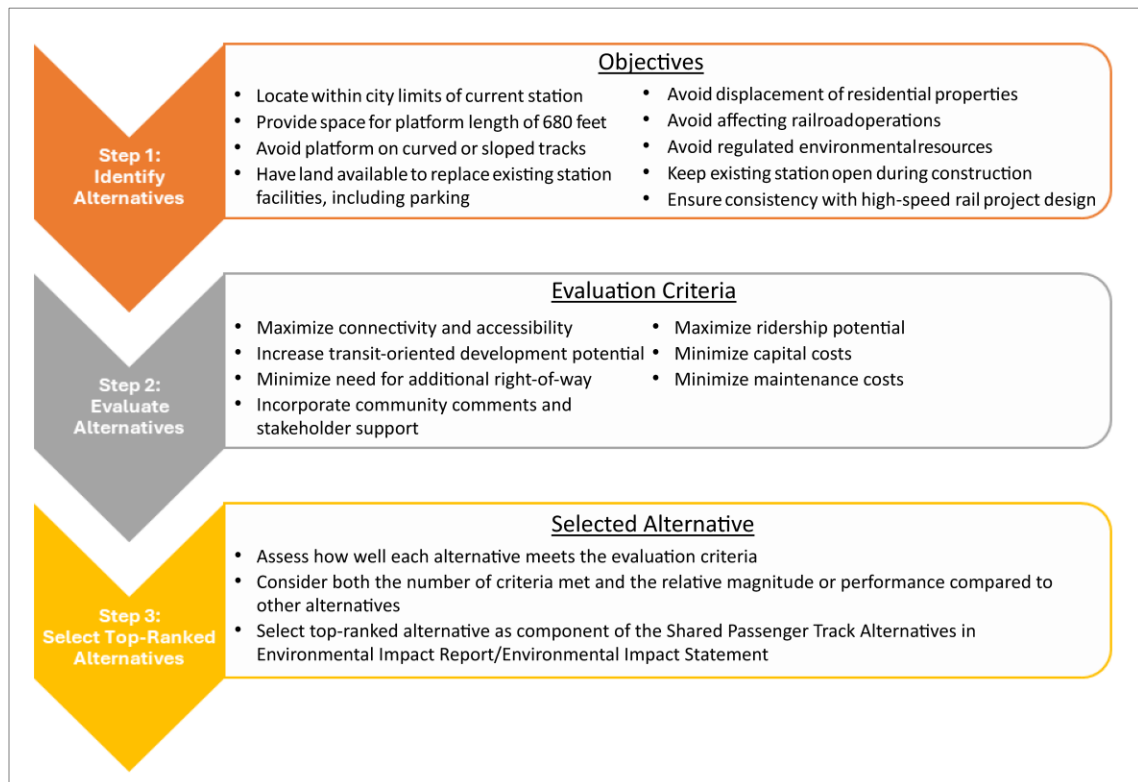 Step 1:
Identify
Alternatives
Objectives
• Locate within city limits of current station
• Provide space for platform length of 680 feet
• Avoid platform on curved or sloped tracks
• Have land available to replace existing station
facilities, including parking
• Avoid displacement of residential properties
• Avoid affecting railroad operations
• Avoid regulated environmental resources
• Keep existing station open during construction
• Ensure consistency with high-speed rail project design
Step 2:
Evaluate
Alternatives
Evaluation Criteria
• Maximize connectivity and accessibility
• Increase transit-oriented development potential
• Minimize need for additional right-of-way
• Incorporate community comments and
stakeholder support
• Maximize ridership potential
• Minimize capital costs
• Minimize maintenance costs
Step 3:
Select Top-Ranked
Alternatives
Selected Alternative
• Assess how well each alternative meets the evaluation criteria
• Consider both the number of criteria met and the relative magnitude or performance compared to
other alternatives
• Select top-ranked alternative as component of the Shared Passenger Track Alternatives in
Environmental Impact Report/Environmental Impact Statement